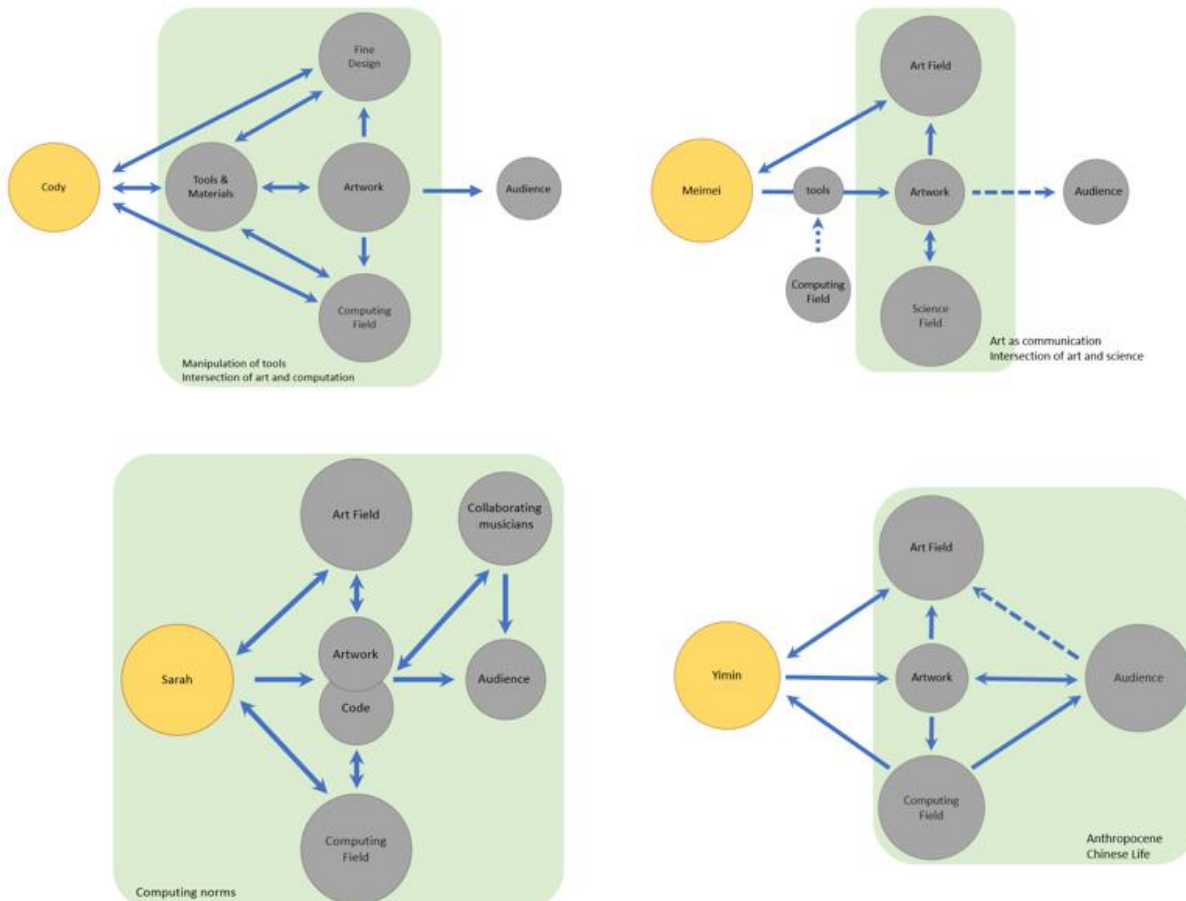 Fine
Design
Cody
Tools &
Materials
Artwork
Audience
Computing
Field
Manipulation of tools
Intersection of art and computation
Art Field
Meimei
tools
Artwork
Audience
Computing
Field
Science
Field
Art as communication
Intersection of art and science
Art Field
Collaborating
musicians
Sarah
Artwork
Code
Audience
Computing
Field
Computing norms
Art Field
Yimin
Artwork
Audience
Computing
Field
Anthropocene
Chinese Life